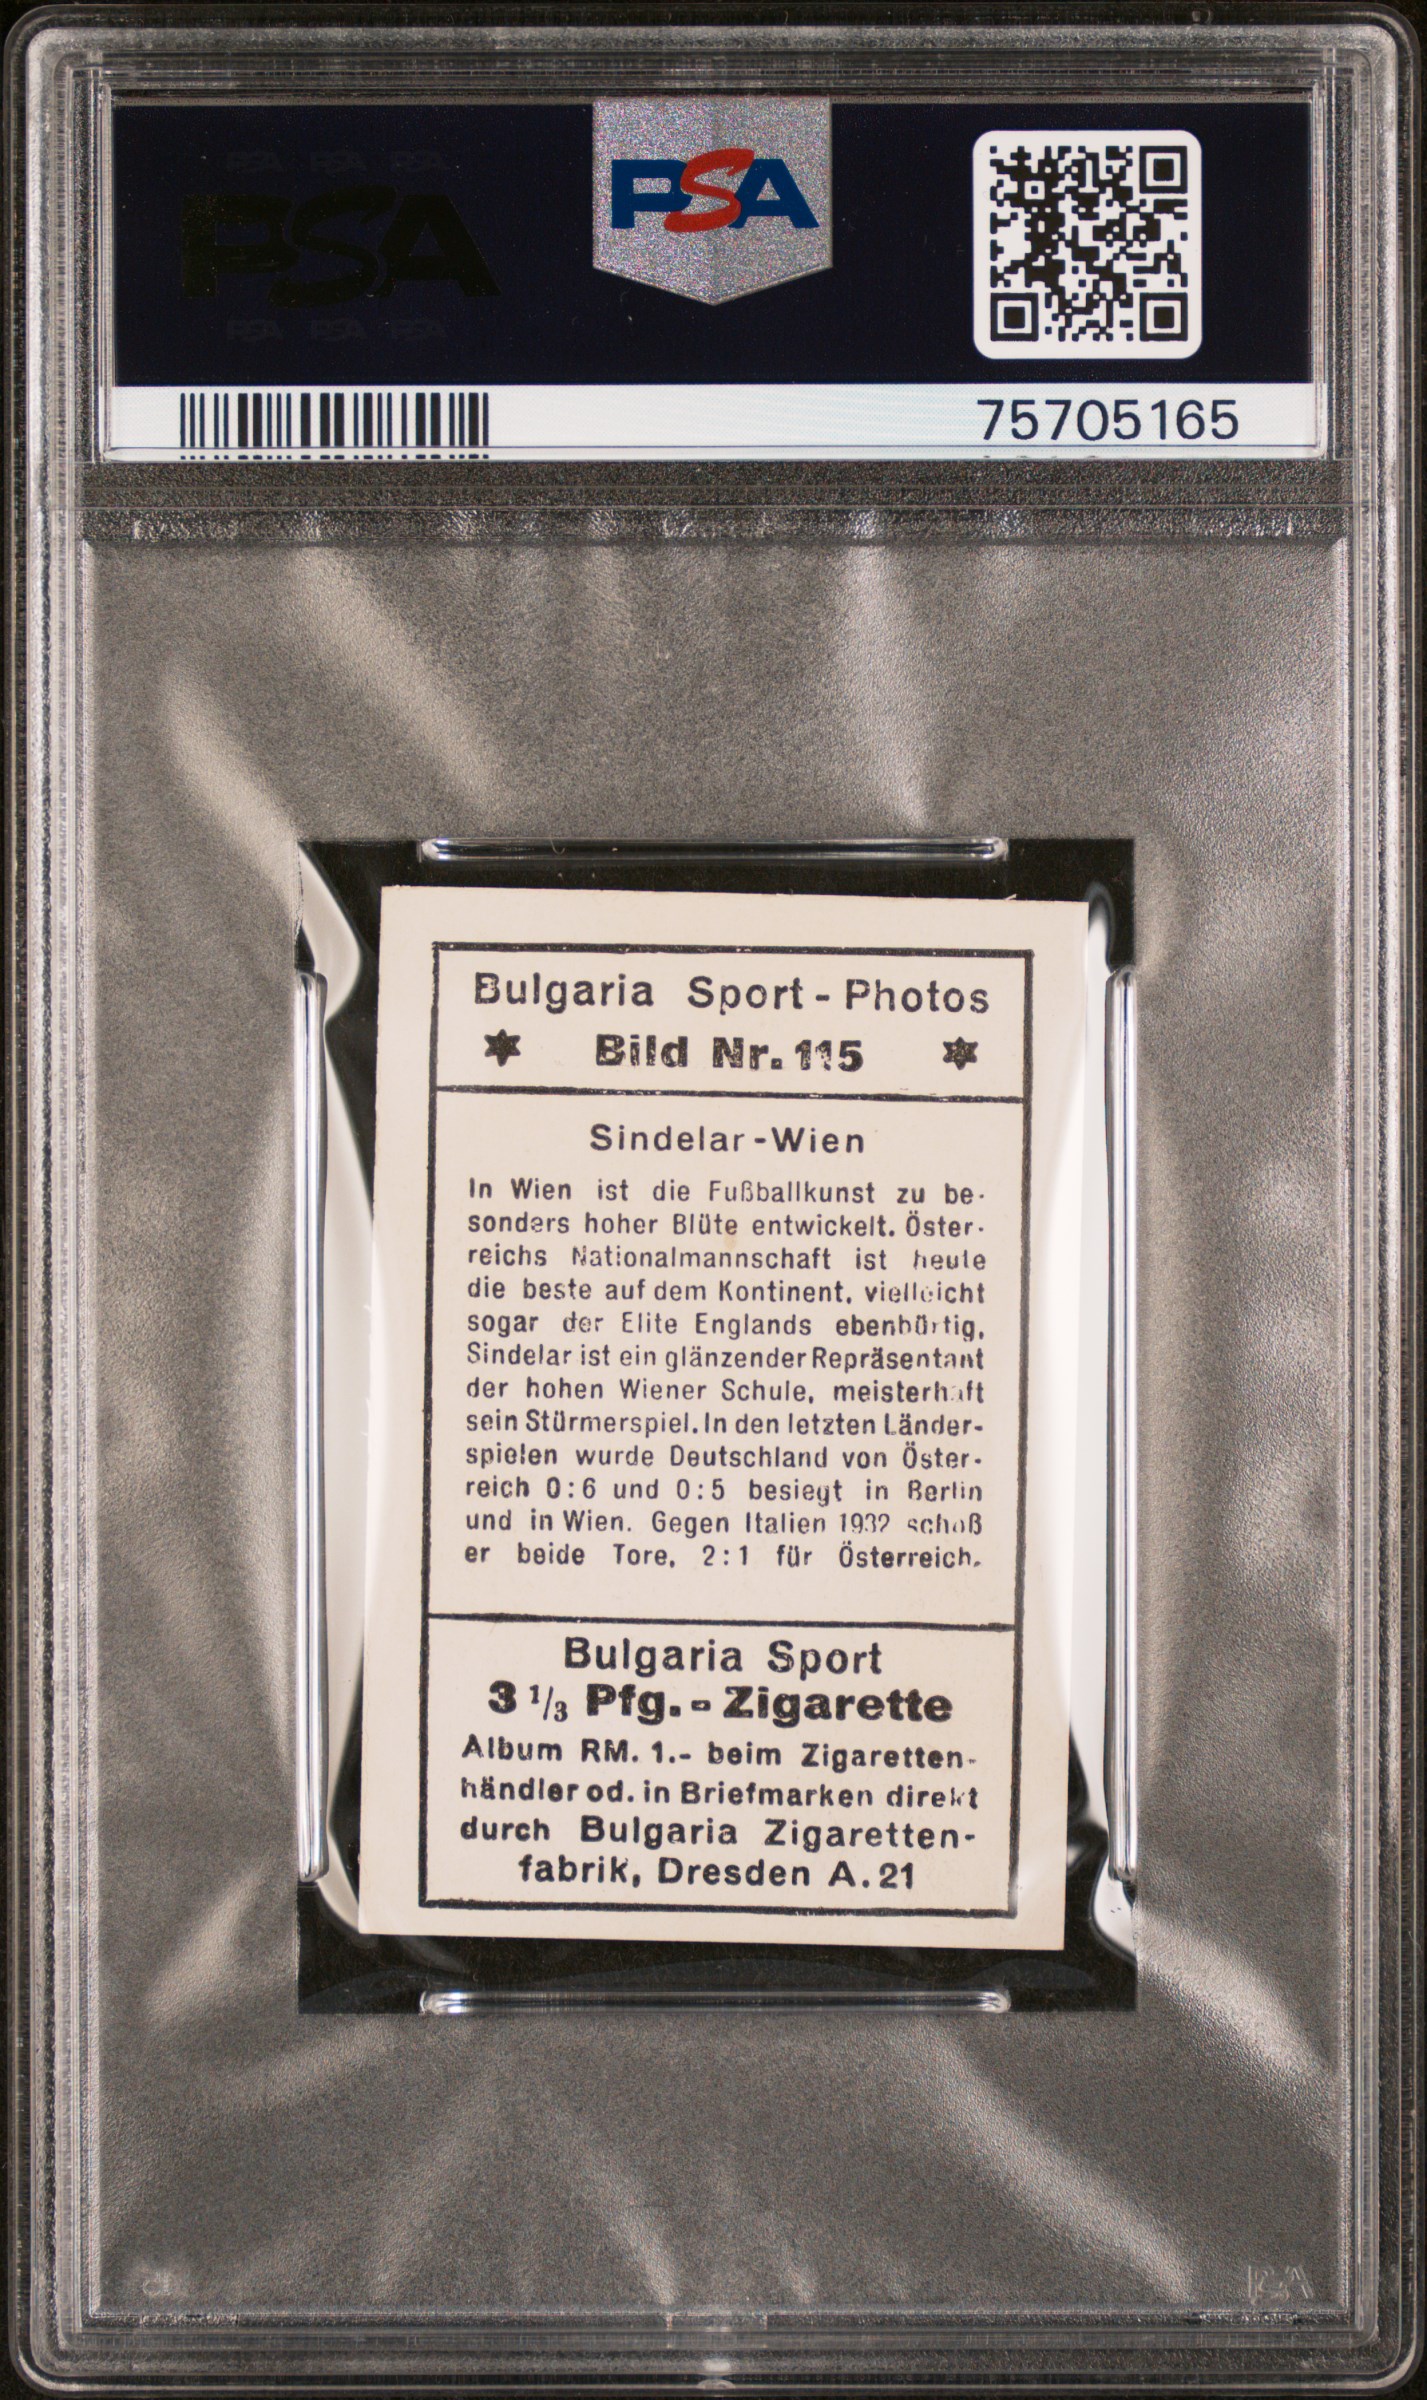 PSA
PSA
75705165
Bulgaria Sport - Photos
Bild Nr. 115
Sindelar - Wien
In Wien ist die Fußballkunst zu be-
sonders hoher Blüte entwickelt. Öster-
reichs Nationalmannschaft ist heute
die beste auf dem Kontinent, vielleicht
sogar der Elite Englands ebenbürtig,
Sindelar ist ein glänzender Repräsentant
der hohen Wiener Schule, meisterhaft
sein Stürmerspiel. In den letzten Länder-
spielen wurde Deutschland von Öster-
reich 0:6 und 0:5 besiegt in Berlin
und in Wien. Gegen Italien 1932 schoß
er beide Tore, 2:1 für Österreich.
Bulgaria Sport
3 1/3 Pfg. - Zigarette
Album RM. 1.- beim Zigaretten-
händler od. in Briefmarken direkt
durch Bulgaria Zigaretten-
fabrik, Dresden A. 21